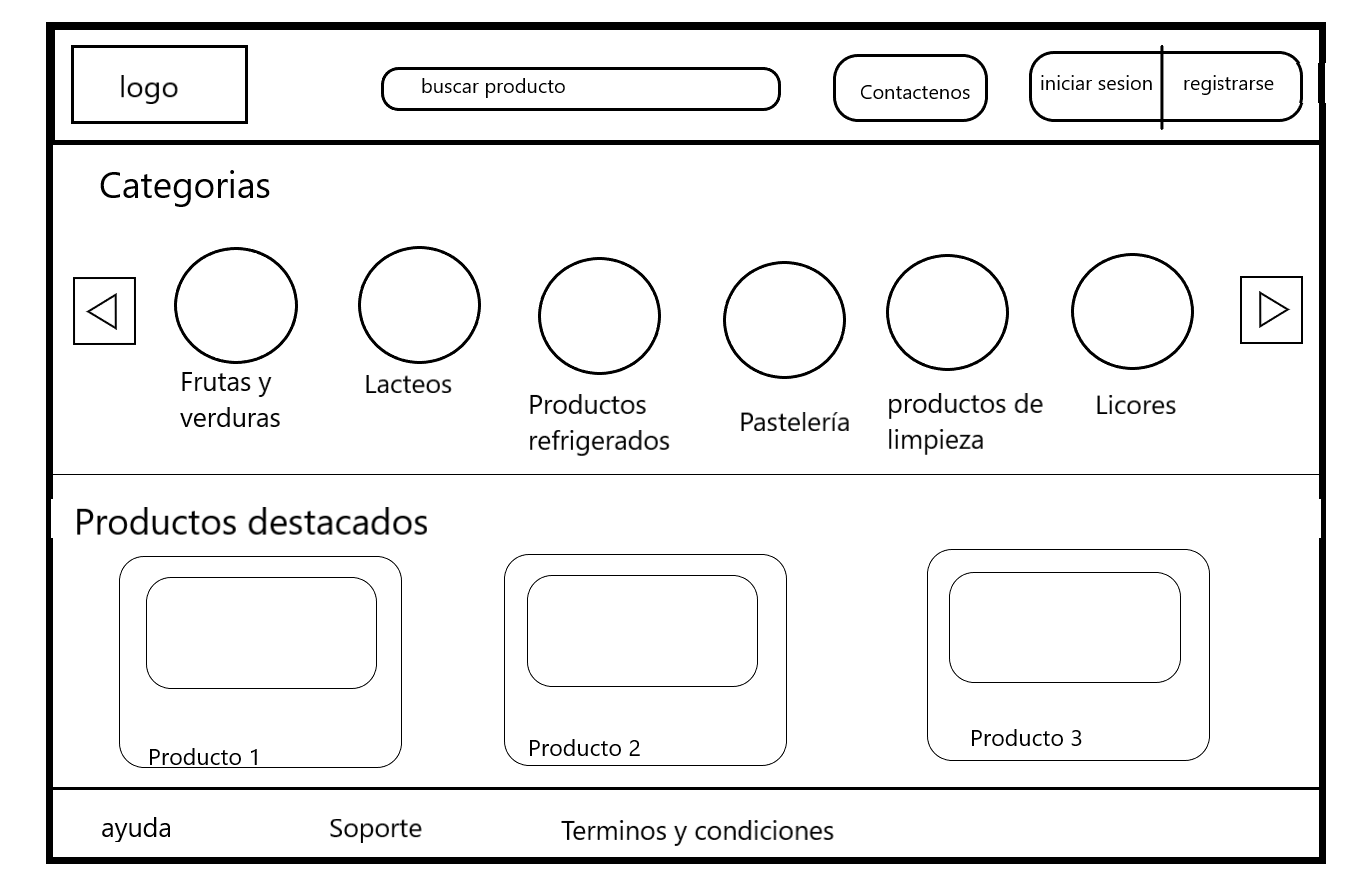 logo
buscar producto
Contactenos
iniciar sesion
registrarse
Categorias
Frutas y
verduras
Lacteos
Productos
refrigerados
Pastelería
productos de
limpieza
Licores
Productos destacados
Producto 1
Producto 2
Producto 3
ayuda
Soporte
Terminos y condiciones